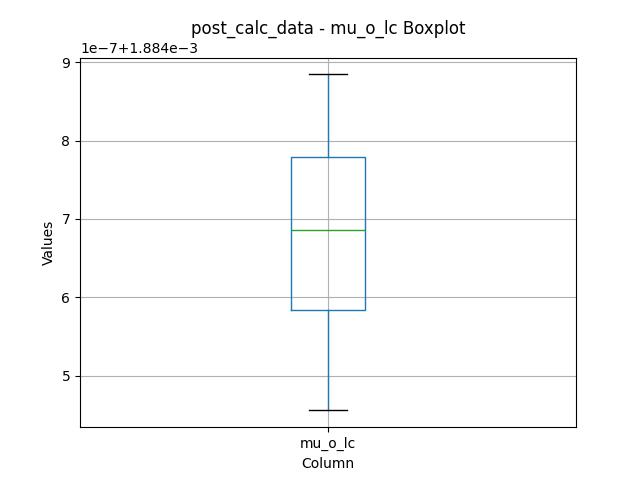 post_calc_data - mu_o_lc Boxplot
1e−7+1.884e−3
9
8
7
6
5
Values
mu_o_lc
Column